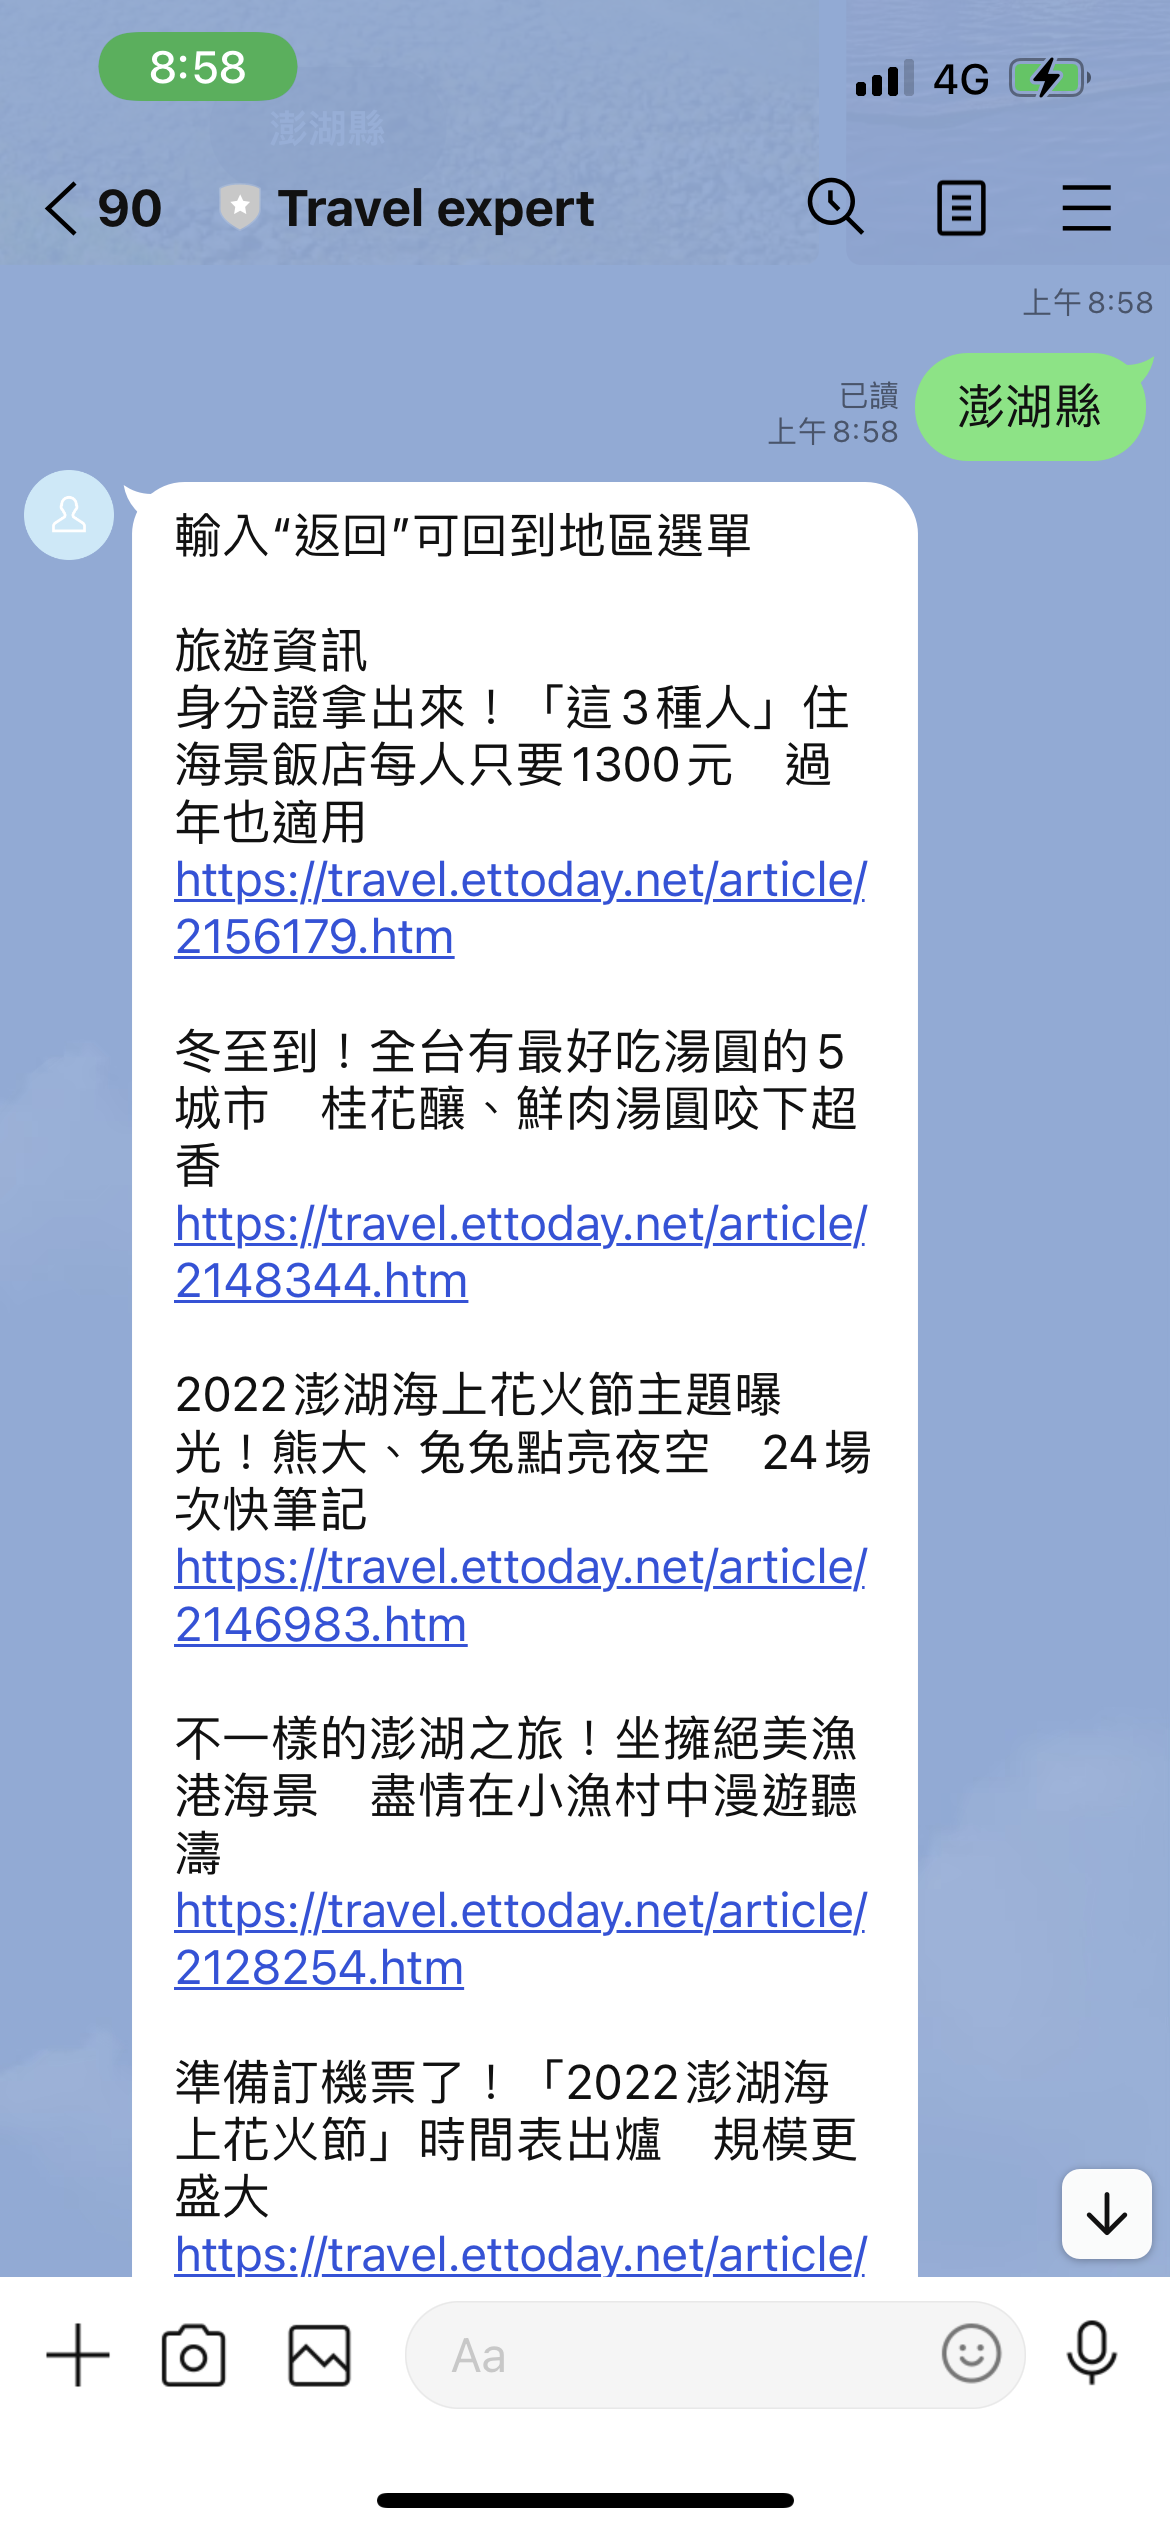 8:58
4G
澎湖縣
90
Travel expert
上午8:58
已讀
上午8:58
澎湖縣
輸入“返回”可回到地區選單
旅遊資訊
身分證拿出來！「這3種人」住
海景飯店每人只要1300元　過
年也適用
https://travel.ettoday.net/article/
2156179.htm
冬至到！全台有最好吃湯圓的5
城市　桂花釀、鮮肉湯圓咬下超
香
https://travel.ettoday.net/article/
2148344.htm
2022澎湖海上花火節主題曝
光！熊大、兔兔點亮夜空　24場
次快筆記
https://travel.ettoday.net/article/
2146983.htm
不一樣的澎湖之旅！坐擁絕美漁
港海景　盡情在小漁村中漫遊聽
濤
https://travel.ettoday.net/article/
2128254.htm
準備訂機票了！「2022澎湖海
上花火節」時間表出爐　規模更
盛大
https://travel.ettoday.net/article/
Aa